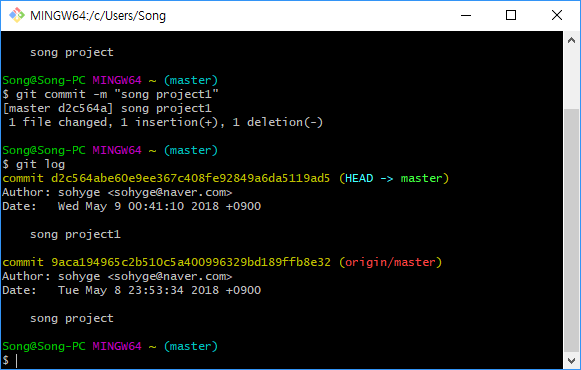 MINGW64:/c/Users/Song
song project
Song@Song-PC MINGW64 ~ (master)
$ git commit -m "song project1"
[master d2c564a] song project1
1 file changed, 1 insertion(+), 1 deletion(-)
Song@Song-PC MINGW64 ~ (master)
$ git log
commit d2c564abe60e9ee367c408fe92849a6da5119ad5 (HEAD -> master)
Author: sohyge <sohyge@naver.com>
Date:   Wed May 9 00:41:10 2018 +0900
song project1
commit 9aca194965c2b510c5a400996329bd189ffb8e32 (origin/master)
Author: sohyge <sohyge@naver.com>
Date:   Tue May 8 23:53:34 2018 +0900
song project
Song@Song-PC MINGW64 ~ (master)
$